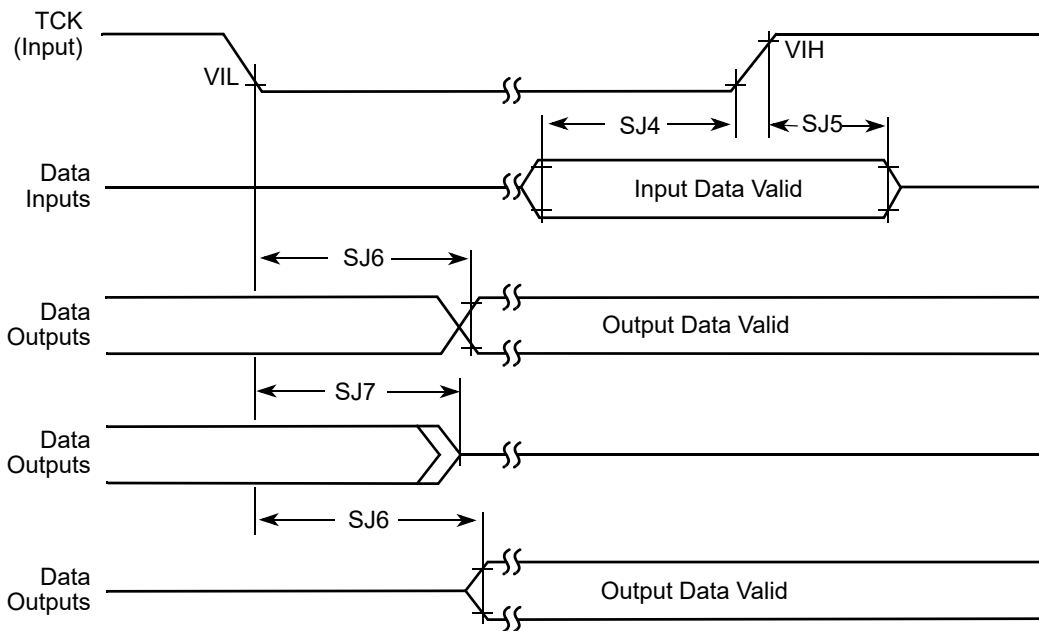 TCK
(Input)
VIL
VIH
SJ4
SJ5
Data
Inputs
Input Data Valid
SJ6
Data
Outputs
Output Data Valid
SJ7
Data
Outputs
SJ6
Data
Outputs
Output Data Valid